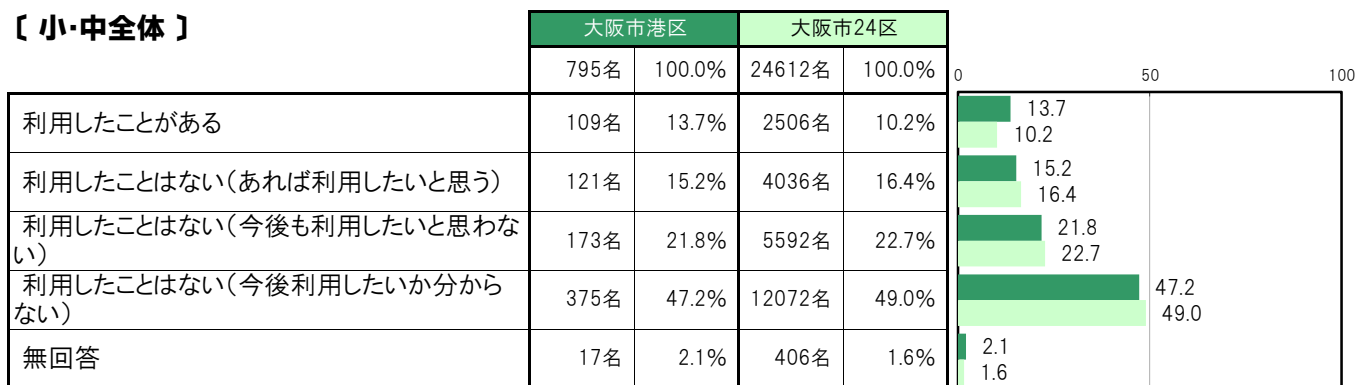 〔 小・中全体 〕
大阪市港区 大阪市24区
795名 100.0% 24612名 100.0%
0 50 100
利用したことがある 109名 13.7% 2506名 10.2%
13.7
10.2
利用したことはない（あれば利用したいと思う） 121名 15.2% 4036名 16.4%
15.2
16.4
利用したことはない（今後も利用したいと思わな
い） 173名 21.8% 5592名 22.7%
21.8
22.7
利用したことはない（今後利用したいか分から
ない） 375名 47.2% 12072名 49.0%
47.2
49.0
無回答 17名 2.1% 406名 1.6%
2.1
1.6